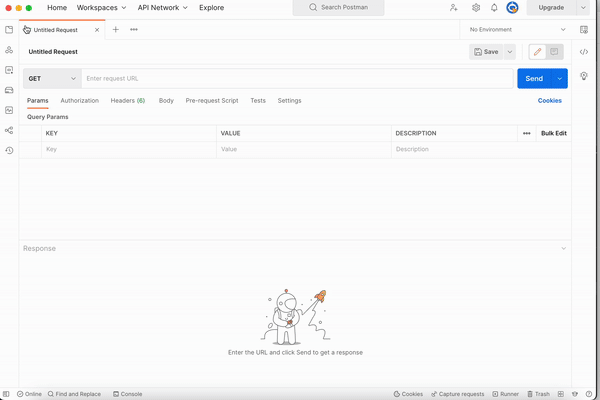 Home Workspaces API Network Explore Search Postman Upgrade
Untitled Request No Environment
Untitled Request Save
GET Enter request URL Send
Params Authorization Headers (6) Body Pre-request Script Tests Settings Cookies
Query Params
KEY VALUE DESCRIPTION Bulk Edit
Key Value Description
Response
Enter the URL and click Send to get a response
Online Find and Replace Console Cookies Capture requests Runner Trash